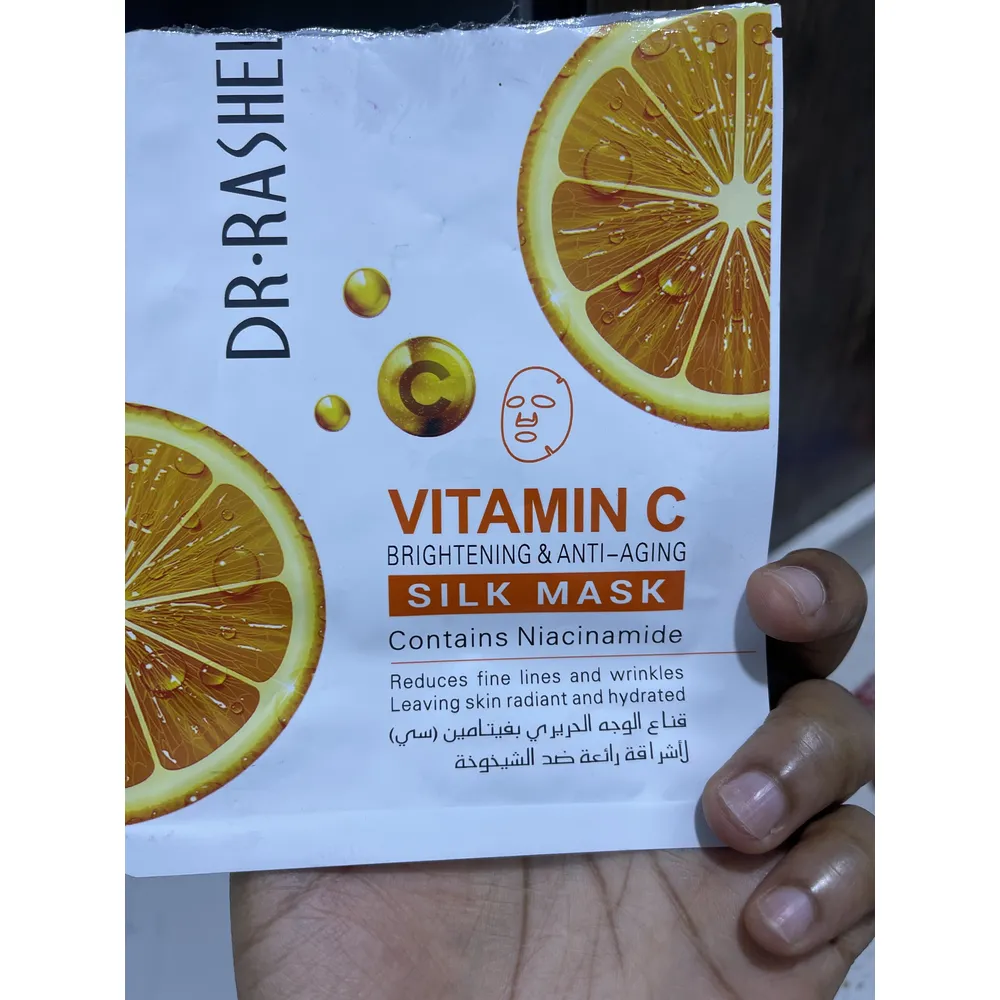 DR·RASHEL
C
VITAMIN C
BRIGHTENING & ANTI-AGING
SILK MASK
Contains Niacinamide
Reduces fine lines and wrinkles
Leaving skin radiant and hydrated
قناع الوجه الحريري بفيتامين (سي)
لأشراقة رائعة ضد الشيخوخة